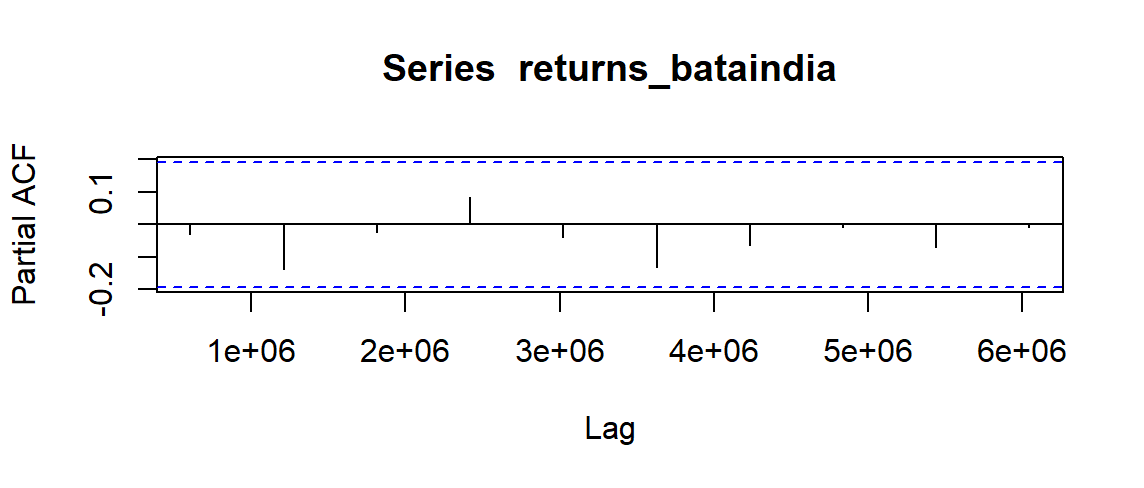 Series returns_bataindia
Partial ACF
0.1
-0.2
1e+06 2e+06 3e+06 4e+06 5e+06 6e+06
Lag